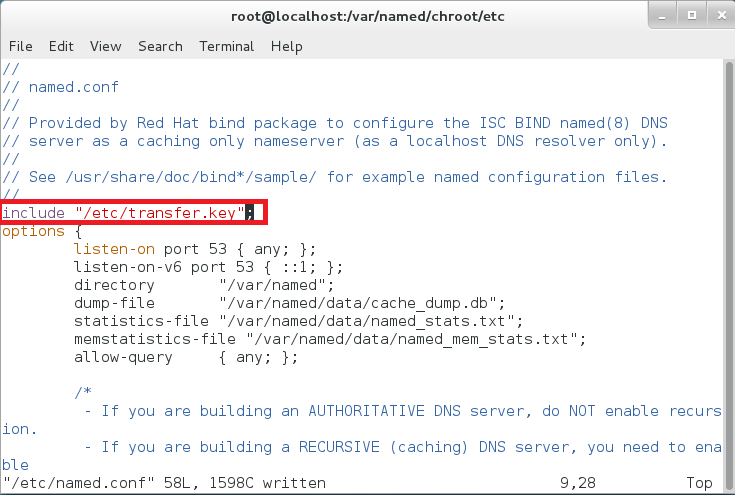 root@localhost:/var/named/chroot/etc
File Edit View Search Terminal Help
//
// named.conf
//
// Provided by Red Hat bind package to configure the ISC BIND named(8) DNS
// server as a caching only nameserver (as a localhost DNS resolver only).
//
// See /usr/share/doc/bind*/sample/ for example named configuration files.
//
include "/etc/transfer.key";
options {
        listen-on port 53 { any; };
        listen-on-v6 port 53 { ::1; };
        directory       "/var/named";
        dump-file       "/var/named/data/cache_dump.db";
        statistics-file "/var/named/data/named_stats.txt";
        memstatistics-file "/var/named/data/named_mem_stats.txt";
        allow-query     { any; };
        /*
         - If you are building an AUTHORITATIVE DNS server, do NOT enable recurs
ion.
         - If you are building a RECURSIVE (caching) DNS server, you need to ena
ble
"/etc/named.conf" 58L, 1598C written                          9,28          Top